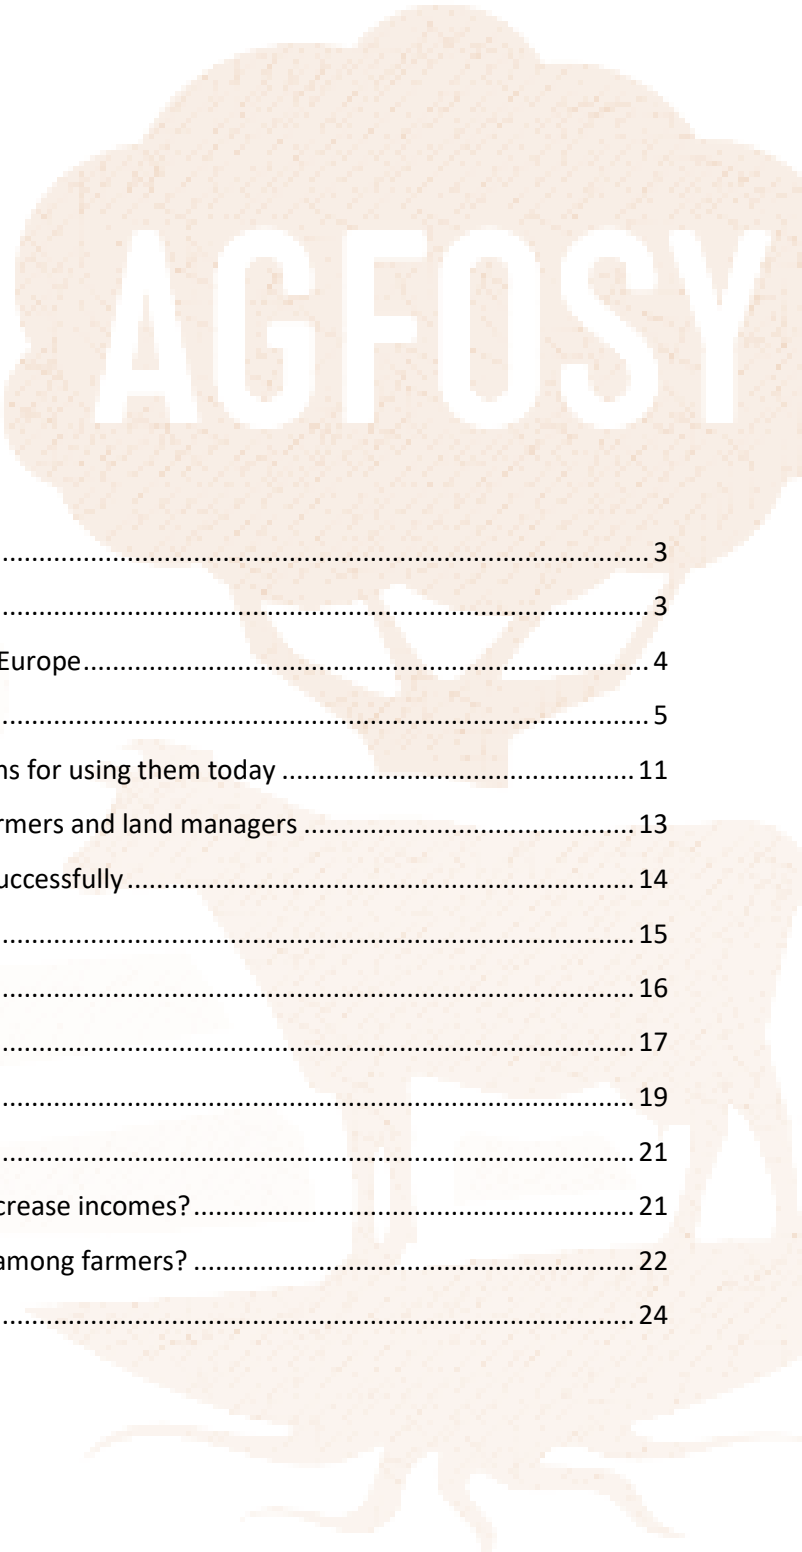 AGFOSY
........................................................................................ 3
........................................................................................ 3
Europe............................................................................. 4
........................................................................................ 5
ns for using them today ................................................. 11
rmers and land managers .............................................. 13
uccessfully....................................................................... 14
........................................................................................ 15
........................................................................................ 16
........................................................................................ 17
........................................................................................ 19
........................................................................................ 21
crease incomes?.............................................................. 21
among farmers? .............................................................. 22
........................................................................................ 24